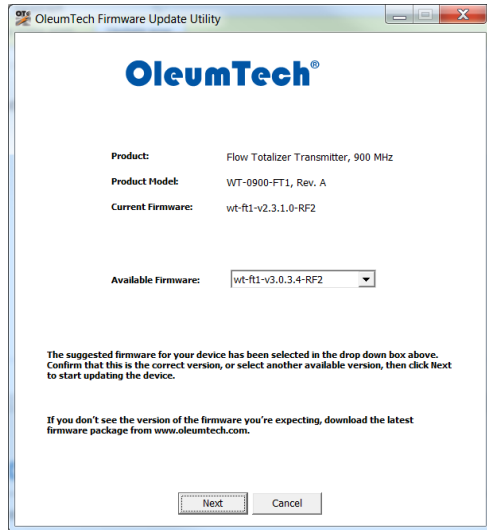 OleumTech Firmware Update Utility
OleumTech®
Product: Flow Totalizer Transmitter, 900 MHz
Product Model: WT-0900-FT1, Rev. A
Current Firmware: wt-ft1-v2.3.1.0-RF2
Available Firmware: wt-ft1-v3.0.3.4-RF2
The suggested firmware for your device has been selected in the drop down box above.
Confirm that this is the correct version, or select another available version, then click Next
to start updating the device.
If you don't see the version of the firmware you're expecting, download the latest
firmware package from www.oleumtech.com.
Next Cancel